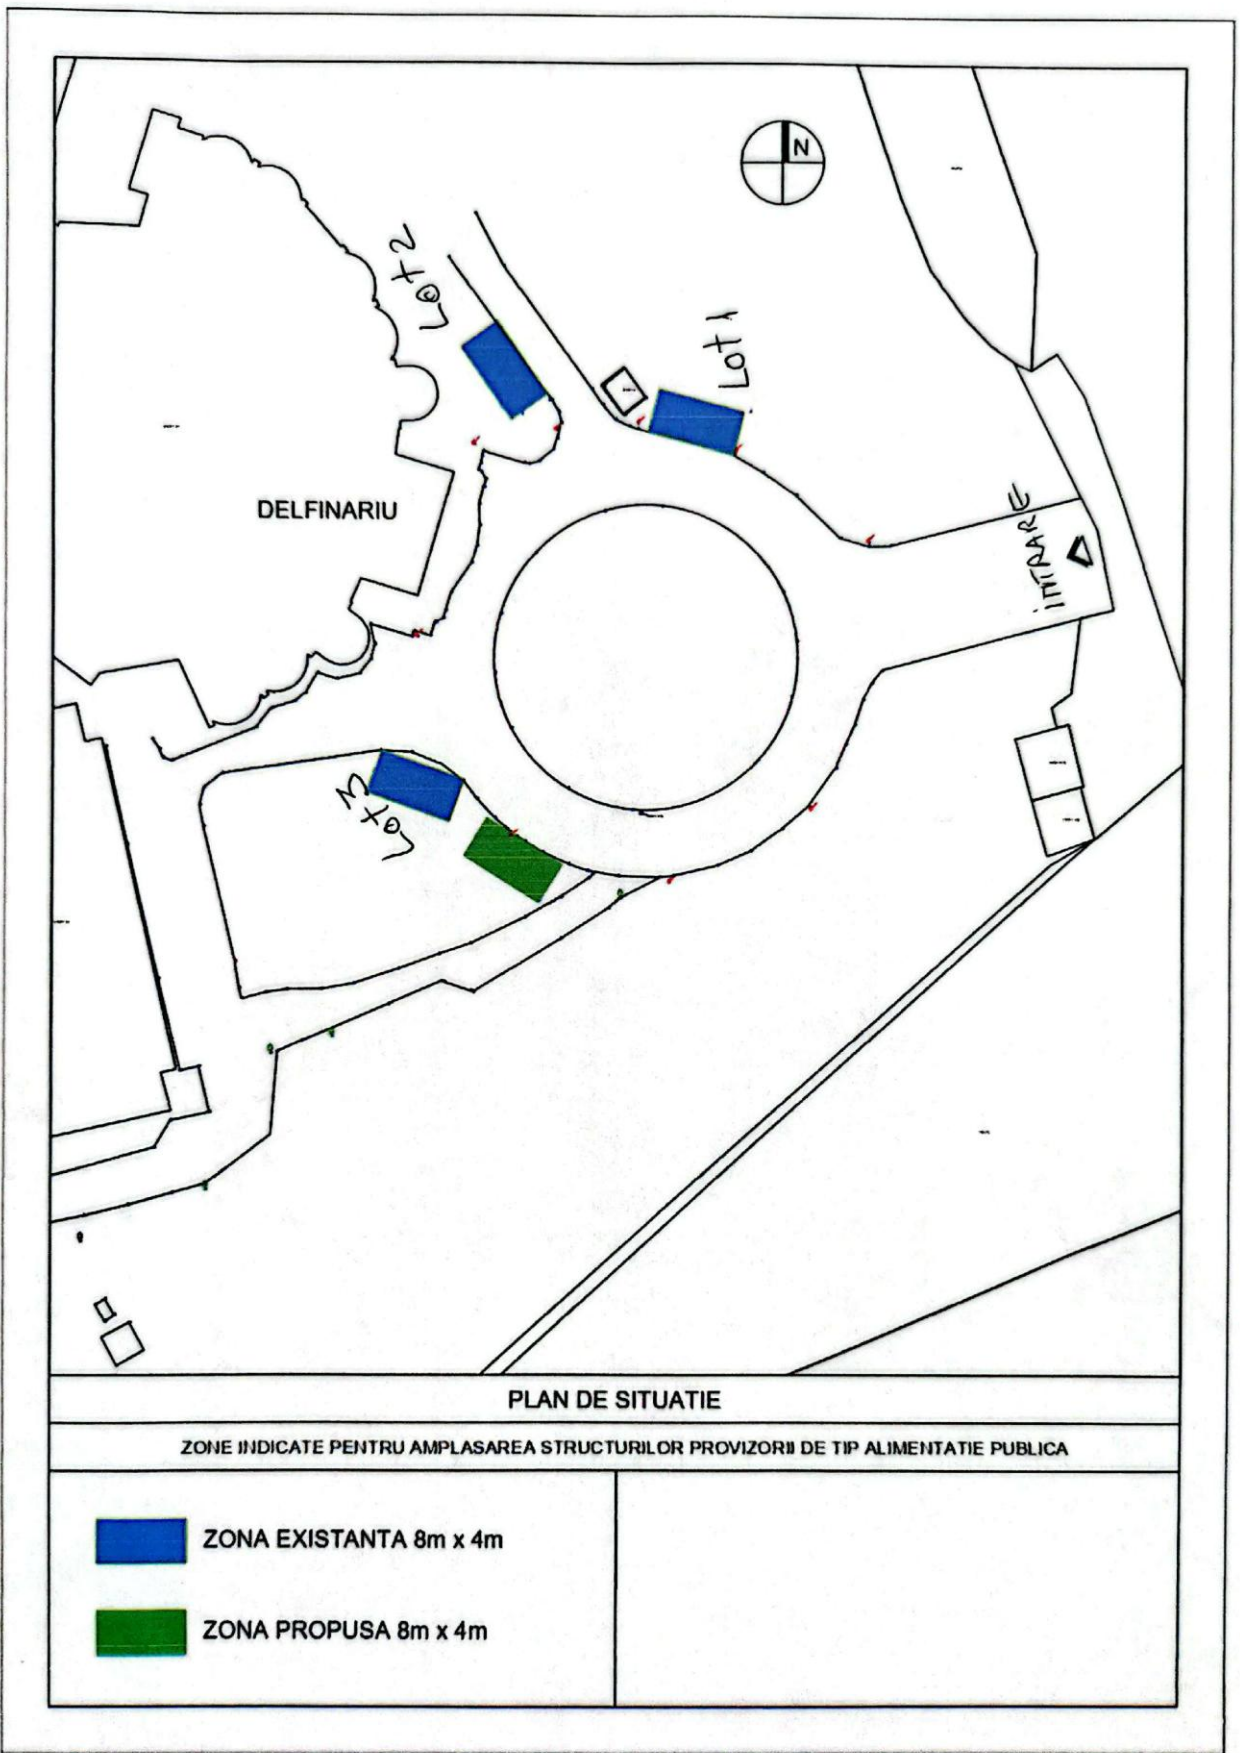 N
Lot 2
Lot 1
DELFINARIU
INTRARE
Lot 3
PLAN DE SITUATIE
ZONE INDICATE PENTRU AMPLASAREA STRUCTURILOR PROVIZORII DE TIP ALIMENTATIE PUBLICA
ZONA EXISTANTA 8m x 4m
ZONA PROPUSA 8m x 4m